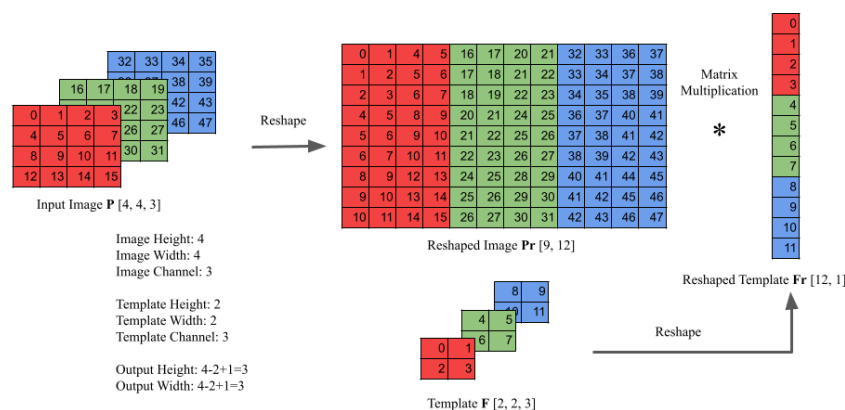 32 33 34 35
38 39
42 43
46 47
16 17 18 19
22 23
26 27
30 31
0 1 2 3
4 5 6 7
8 9 10 11
12 13 14 15
Input Image P [4, 4, 3]
Reshape
0 1 4 5 16 17 20 21 32 33 36 37
1 2 5 6 17 18 21 22 33 34 37 38
2 3 6 7 18 19 22 23 34 35 38 39
4 5 8 9 20 21 24 25 36 37 40 41
5 6 9 10 21 22 25 26 37 38 41 42
6 7 10 11 22 23 26 27 38 39 42 43
8 9 12 13 24 25 28 29 40 41 44 45
9 10 13 14 25 26 29 30 41 42 45 46
10 11 14 15 26 27 30 31 42 43 46 47
Reshaped Image Pr [9, 12]
Matrix
Multiplication
*
0
1
2
3
4
5
6
7
8
9
10
11
Reshaped Template Fr [12, 1]
Image Height: 4
Image Width: 4
Image Channel: 3
Template Height: 2
Template Width: 2
Template Channel: 3
Output Height: 4-2+1=3
Output Width: 4-2+1=3
8 9
10 11
4 5
6 7
0 1
2 3
Template F [2, 2, 3]
Reshape